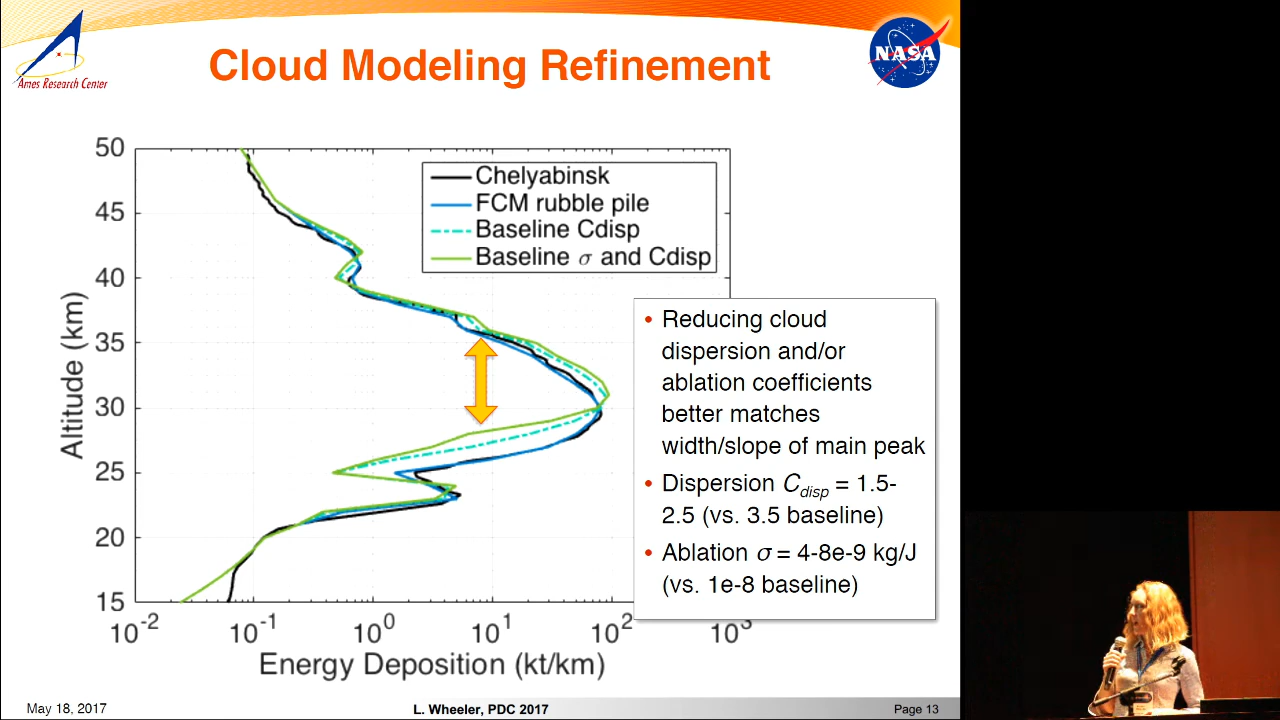 Ames Research Center
Cloud Modeling Refinement
NASA
50
45
40
35
30
25
20
15
Altitude (km)
Chelyabinsk
FCM rubble pile
Baseline Cdisp
Baseline σ and Cdisp
10^-2
10^-1
10^0
10^1
10^2
10^3
Energy Deposition (kt/km)
• Reducing cloud
dispersion and/or
ablation coefficients
better matches
width/slope of main peak
• Dispersion C_disp = 1.5-
2.5 (vs. 3.5 baseline)
• Ablation σ = 4-8e-9 kg/J
(vs. 1e-8 baseline)
May 18, 2017
L. Wheeler, PDC 2017
Page 13